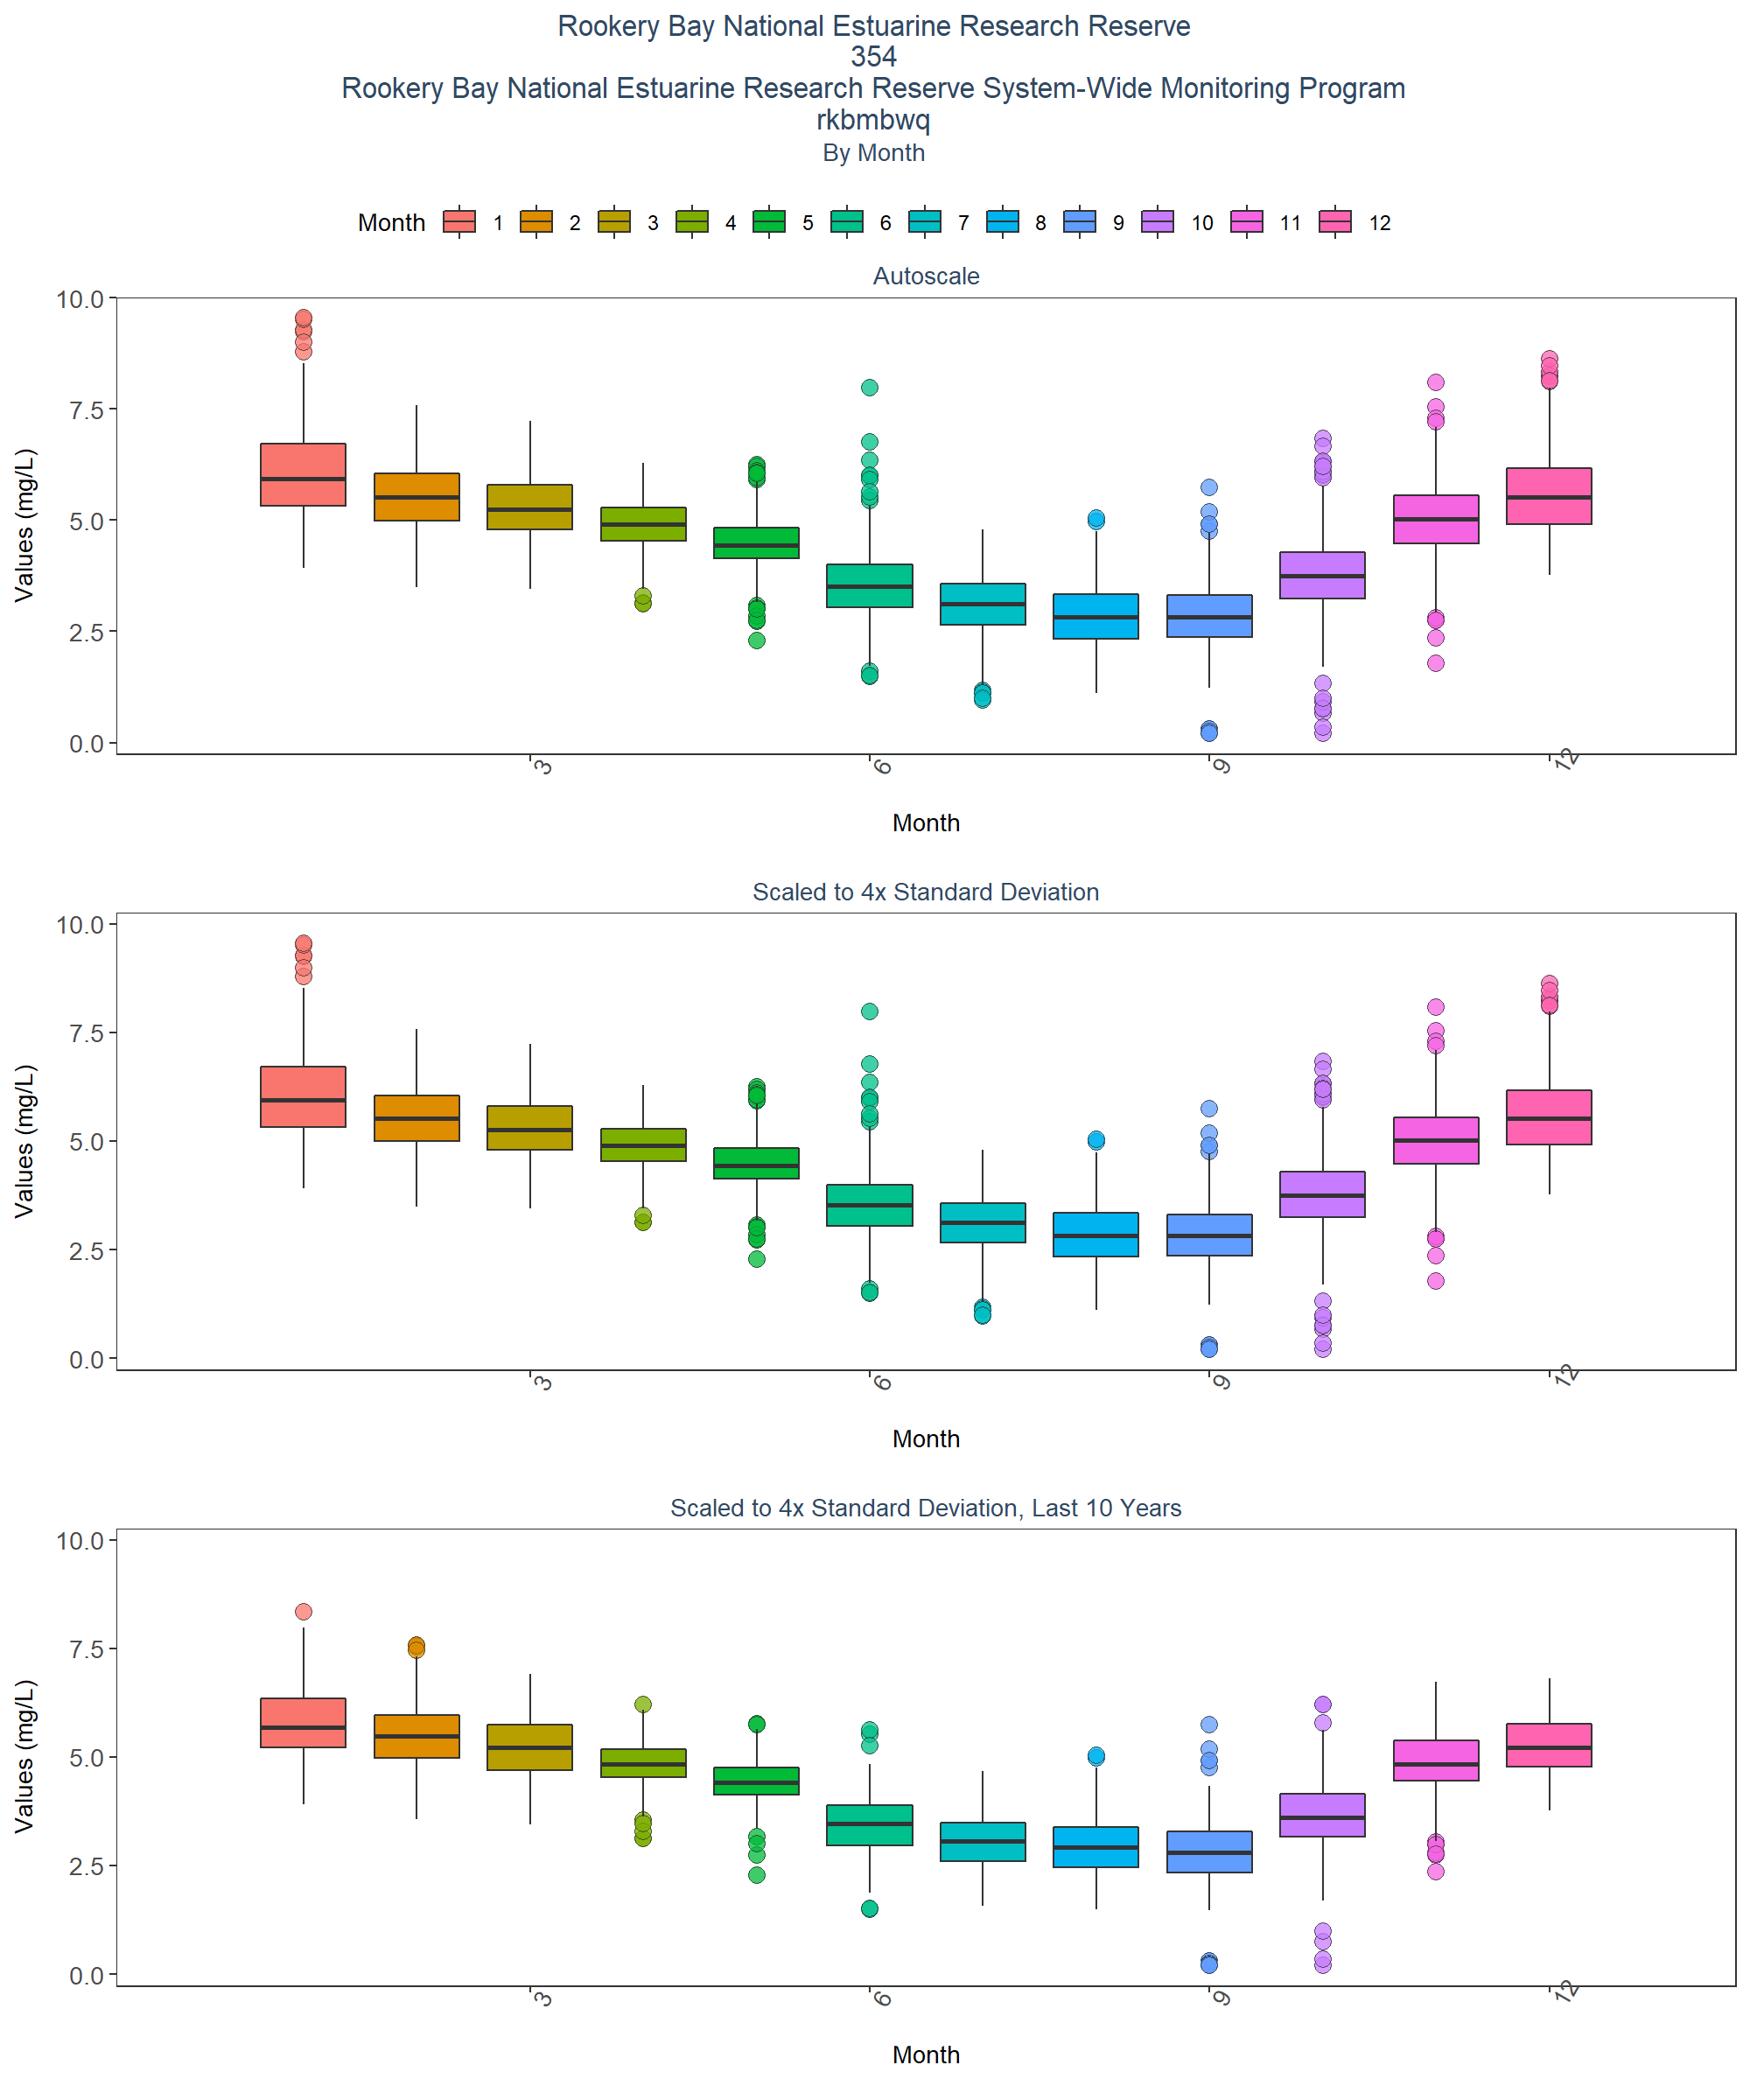 Rookery Bay National Estuarine Research Reserve
354
Rookery Bay National Estuarine Research Reserve System-Wide Monitoring Program
rkbmbwq
By Month
Month 1 2 3 4 5 6 7 8 9 10 11 12
Autoscale
Values (mg/L)
10.0
7.5
5.0
2.5
0.0
3 6 9 12
Month
Scaled to 4x Standard Deviation
Values (mg/L)
10.0
7.5
5.0
2.5
0.0
3 6 9 12
Month
Scaled to 4x Standard Deviation, Last 10 Years
Values (mg/L)
10.0
7.5
5.0
2.5
0.0
3 6 9 12
Month